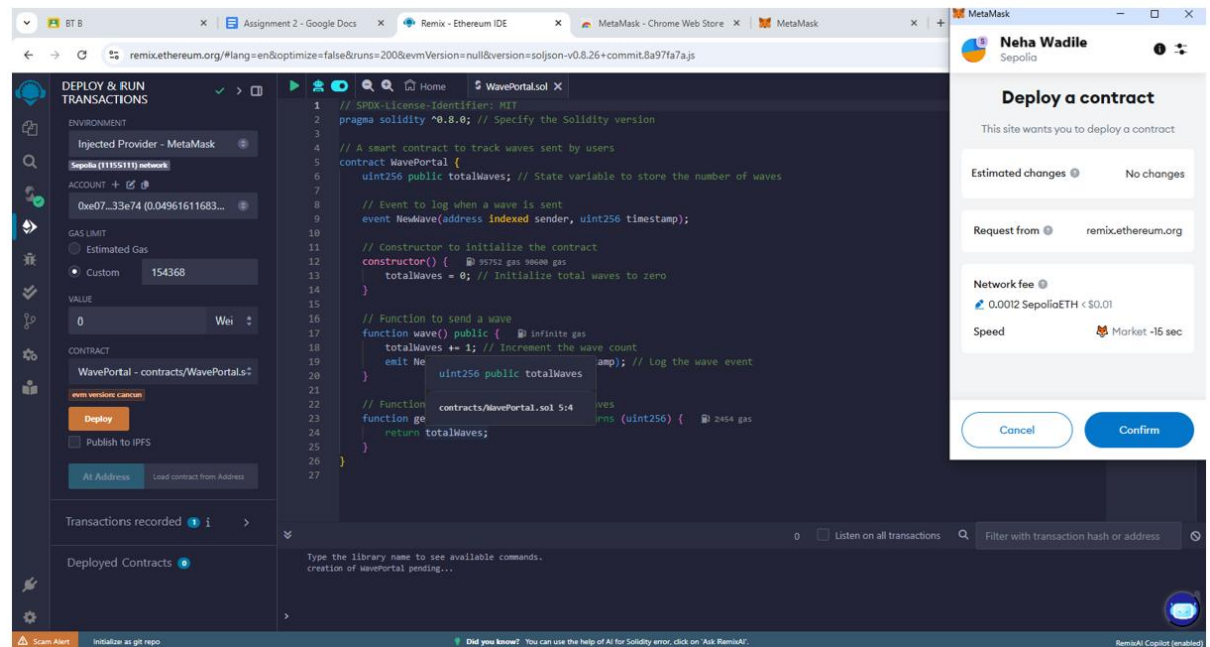 BT B
Assignment 2 - Google Docs
Remix - Ethereum IDE
MetaMask - Chrome Web Store
MetaMask
remix.ethereum.org/#lang=en&optimize=false&runs=200&evmVersion=null&version=soljson-v0.8.26+commit.8a97fa7a.js
DEPLOY & RUN
TRANSACTIONS
ENVIRONMENT
Injected Provider - MetaMask
Sepolia (11155111) network
ACCOUNT
0xe07...33e74 (0.04961611683...
GAS LIMIT
Estimated Gas
Custom 154368
VALUE
0 Wei
CONTRACT
WavePortal - contracts/WavePortal.s
evm version: cancun
Deploy
Publish to IPFS
At Address Load contract from Address
Transactions recorded 1 i
Deployed Contracts 0
Home WavePortal.sol
1 // SPDX-License-Identifier: MIT
2 pragma solidity ^0.8.0; // Specify the Solidity version
3
4 // A smart contract to track waves sent by users
5 contract WavePortal {
6 uint256 public totalWaves; // State variable to store the number of waves
7
8 // Event to log when a wave is sent
9 event NewWave(address indexed sender, uint256 timestamp);
10
11 // Constructor to initialize the contract
12 constructor() { 95752 gas 90600 gas
13 totalWaves = 0; // Initialize total waves to zero
14 }
15
16 // Function to send a wave
17 function wave() public { infinite gas
18 totalWaves += 1; // Increment the wave count
19 emit Ne amp); // Log the wave event
20 }
21
22 // Function ves
23 function ge rns (uint256) { 2454 gas
24 return totalWaves;
25 }
26 }
27
uint256 public totalWaves
contracts/WavePortal.sol 5:4
0 Listen on all transactions Filter with transaction hash or address
Type the library name to see available commands.
creation of WavePortal pending...
>
MetaMask
S Neha Wadile
Sepolia
Deploy a contract
This site wants you to deploy a contract
Estimated changes No changes
Request from remix.ethereum.org
Network fee
0.0012 SepoliaETH < $0.01
Speed Market ~15 sec
Cancel Confirm
Scam Alert Initialize as git repo Did you know? You can use the help of AI for Solidity error, click on 'Ask RemixAI'. RemixAI Copilot (enabled)